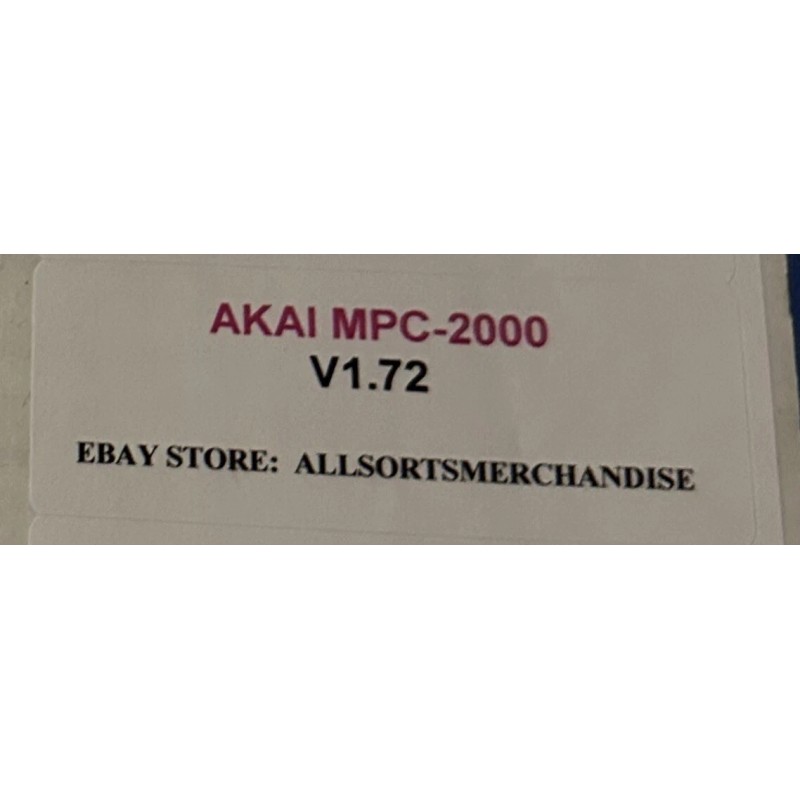 AKAI MPC-2000
V1.72
EBAY STORE: ALLSORTSMERCHANDISE